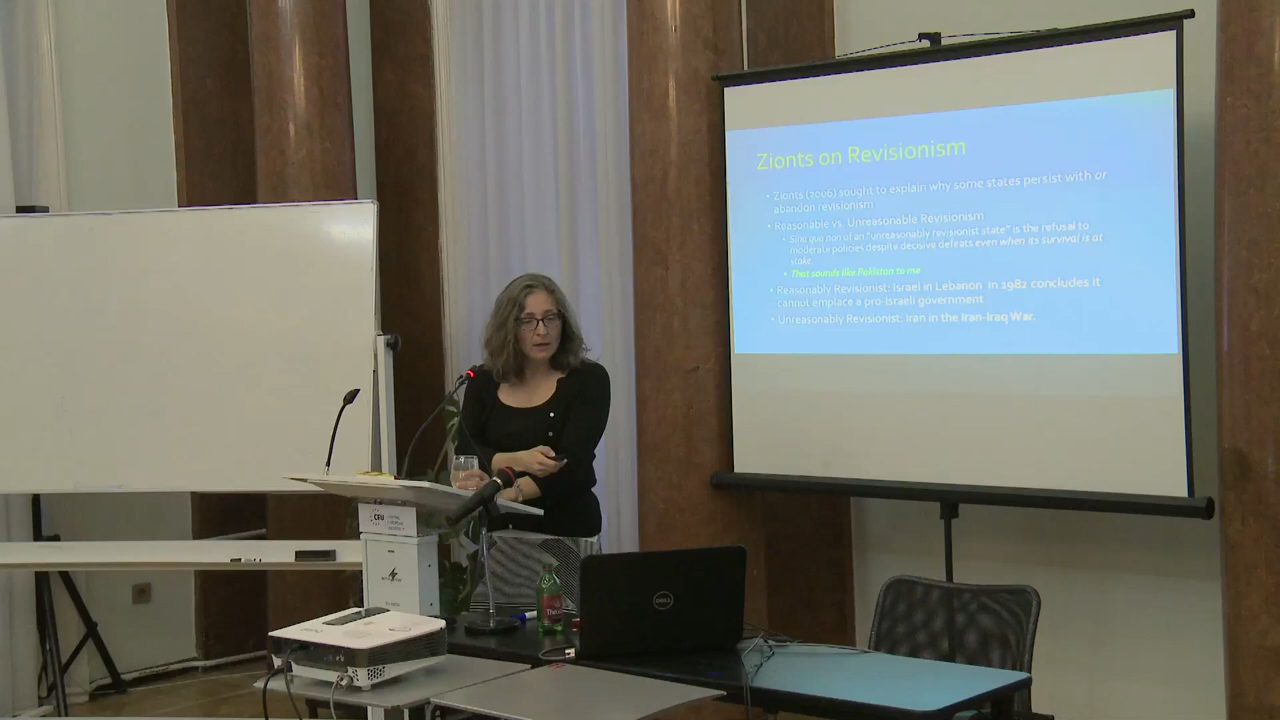 Zionts on Revisionism
• Zionts (2006) sought to explain why some states persist with or
abandon revisionism
• Reasonable vs. Unreasonable Revisionism
• Sine qua non of an "unreasonably revisionist state" is the refusal to
moderate policies despite decisive defeats even when its survival is at
stake.
• That sounds like Pakistan to me
• Reasonably Revisionist: Israel in Lebanon in 1982 concludes it
cannot emplace a pro-Israeli government
• Unreasonably Revisionist: Iran in the Iran-Iraq War.
CEU
DELL